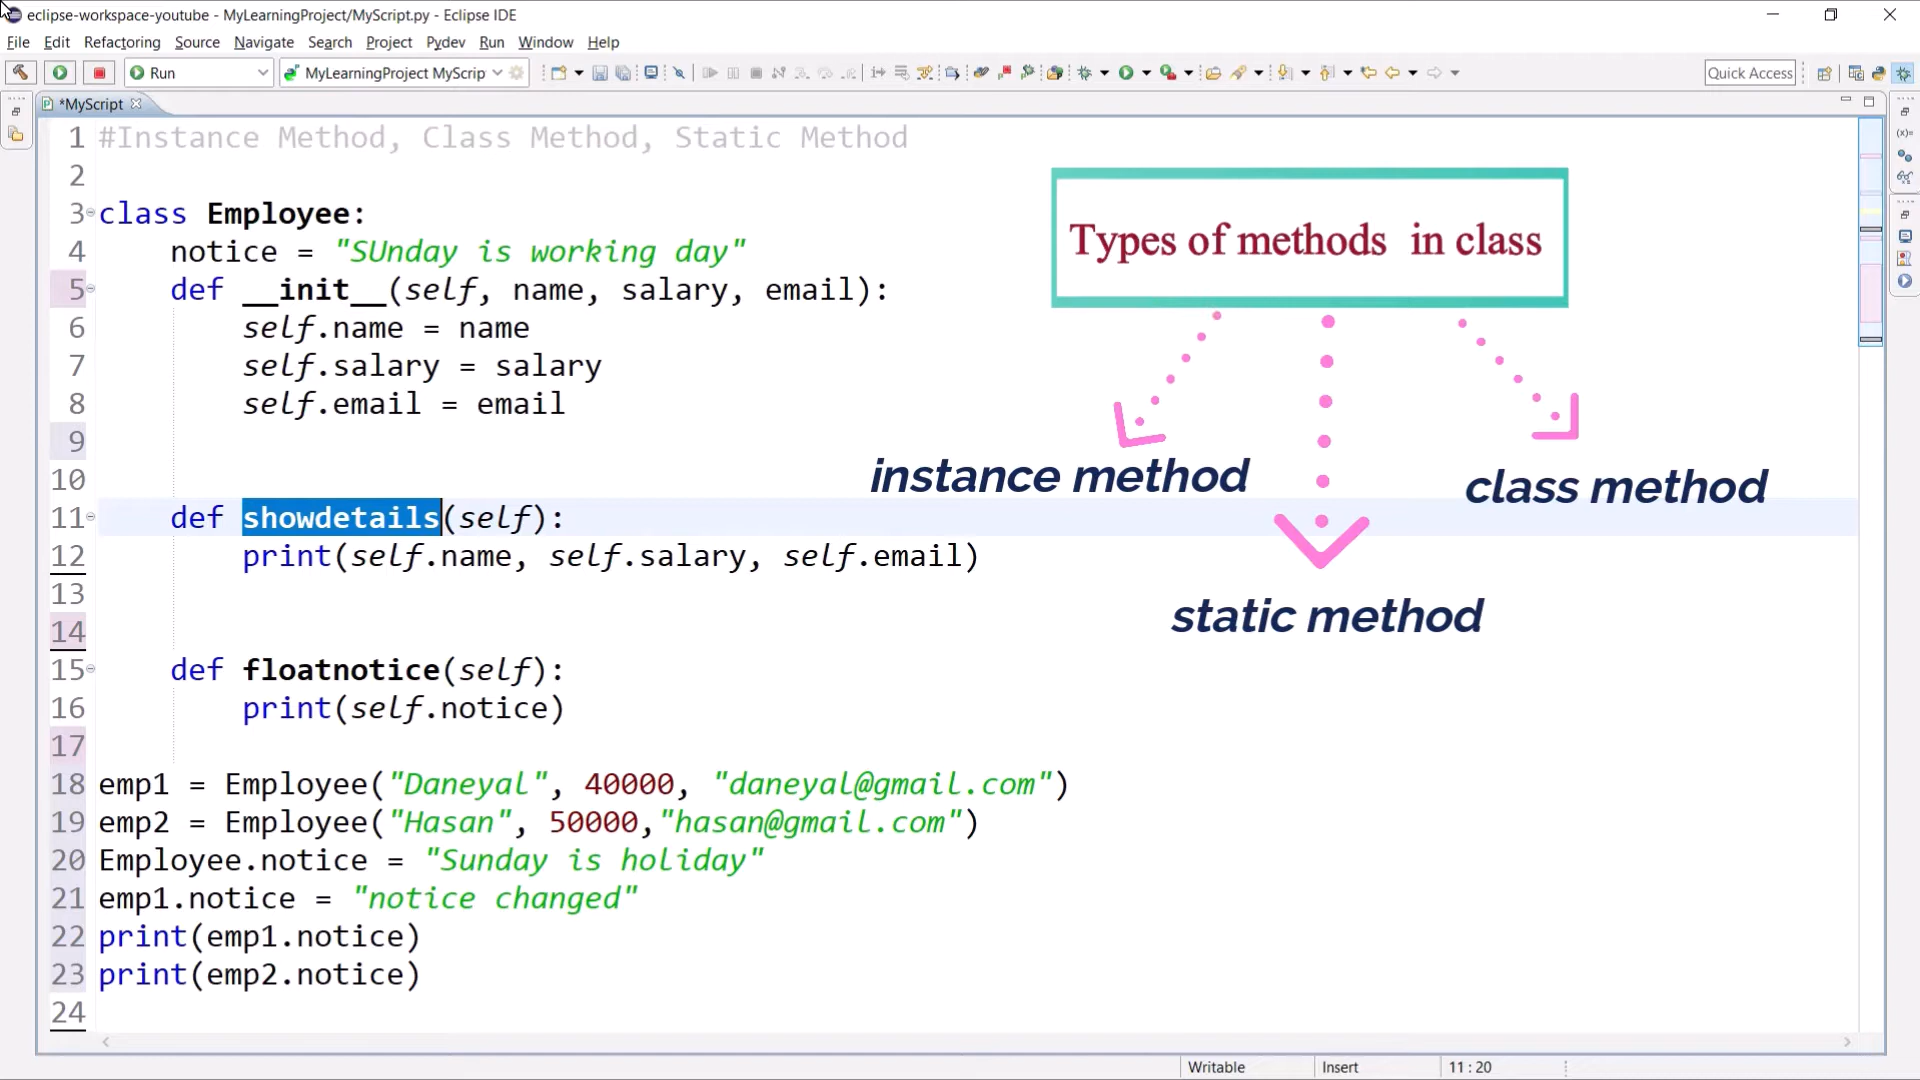 eclipse-workspace-youtube - MyLearningProject/MyScript.py - Eclipse IDE
File Edit Refactoring Source Navigate Search Project Pydev Run Window Help
Run MyLearningProject MyScrip Quick Access
*MyScript
1 #Instance Method, Class Method, Static Method
2
3 class Employee:
4 notice = "SUnday is working day"
5 def __init__(self, name, salary, email):
6 self.name = name
7 self.salary = salary
8 self.email = email
9
10
11 def showdetails(self):
12 print(self.name, self.salary, self.email)
13
14
15 def floatnotice(self):
16 print(self.notice)
17
18 emp1 = Employee("Daneyal", 40000, "daneyal@gmail.com")
19 emp2 = Employee("Hasan", 50000,"hasan@gmail.com")
20 Employee.notice = "Sunday is holiday"
21 emp1.notice = "notice changed"
22 print(emp1.notice)
23 print(emp2.notice)
24
Types of methods in class
instance method
class method
static method
Writable Insert 11 : 20